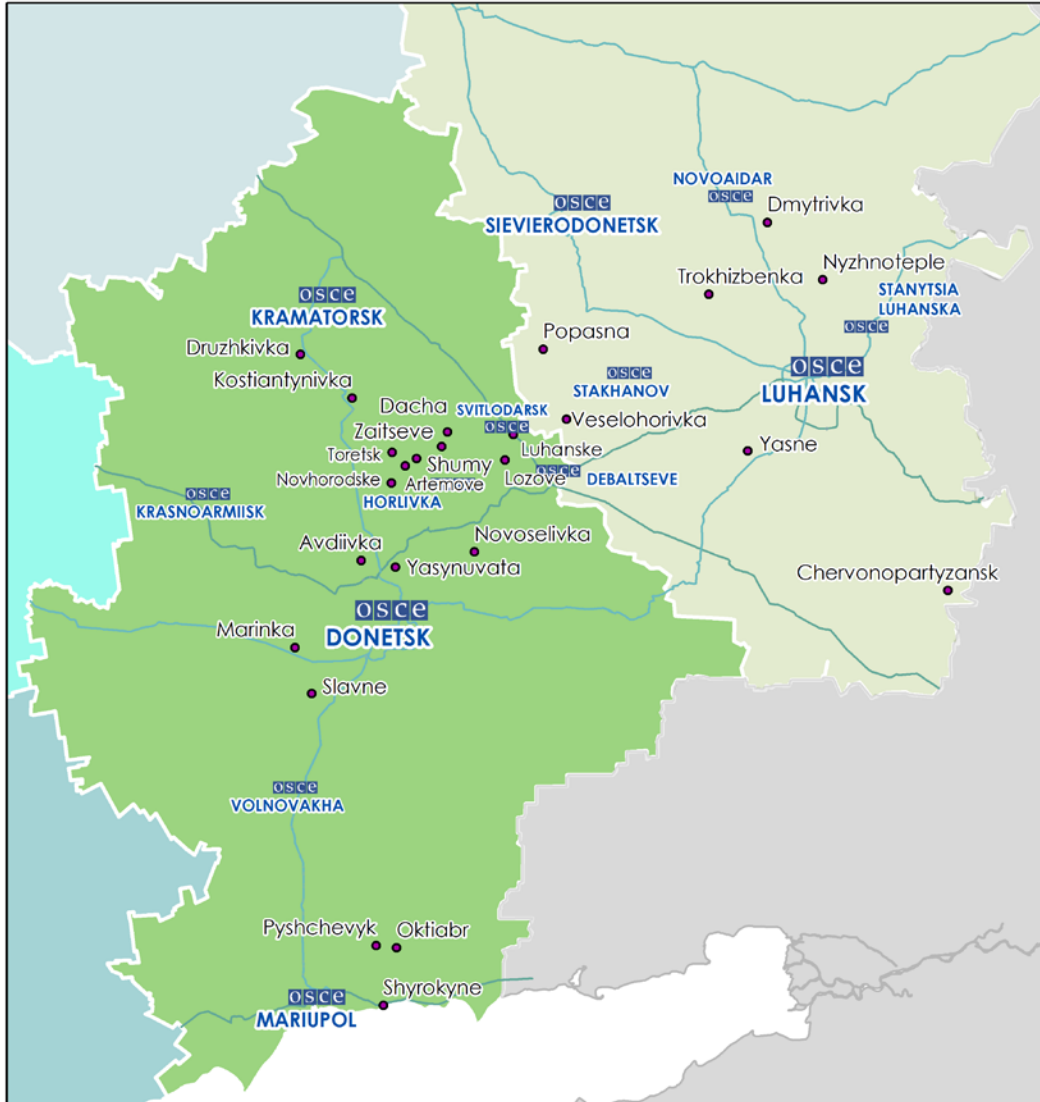 NOVOAIDAR
osce
osce
Dmytrivka
SIEVIERODONETSK
Nyzhnoteple
Trokhizbenka
STANYTSIA
LUHANSKA
osce
osce
KRAMATORSK
Druzhkivka
Popasna
osce
osce
STAKHANOV
LUHANSK
Kostiantynivka
Dacha
SVITLODARSK
osce
Veselohorivka
Zaitseve
Toretsk
Luhanske
Yasne
Shumy
osce
DEBALTSEVE
Novhorodske
Artemove
Lozove
HORLIVKA
osce
KRASNOARMIISK
Avdiivka
Novoselivka
Yasynuvata
Chervonopartyzansk
osce
DONETSK
Marinka
Slavne
osce
VOLNOVAKHA
Pyshchevyk
Oktiabr
Shyrokyne
osce
MARIUPOL